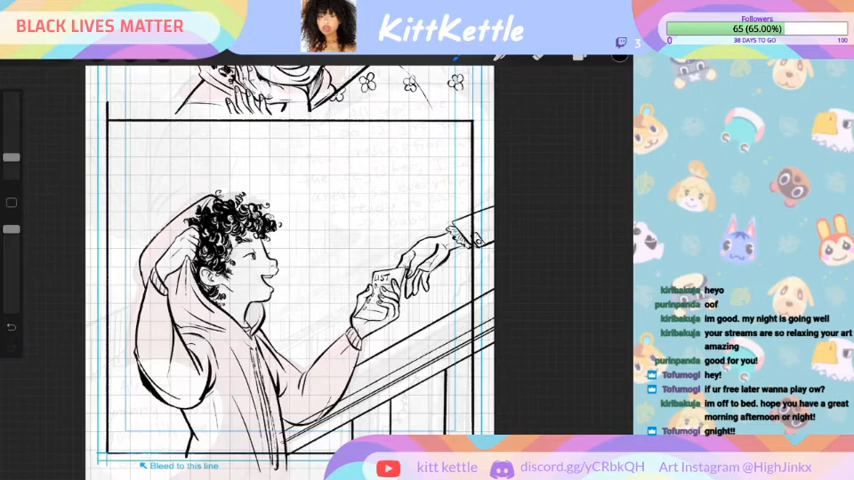 BLACK LIVES MATTER
KittKettle
3
Followers
65 (65.00%)
0
38 DAYS TO GO
100
LIST
kiribakuja heyo
purinpanda oof
kiribakuja im good. my night is going well
kiribakuja your streams are so relaxing your art
amazing
purinpanda good for you!
Tofumogi hey!
Tofumogi if ur free later wanna play ow?
kiribakuja im off to bed. hope you have a great
morning afternoon or night!
Tofumogi gnight!!
Bleed to this line
kitt kettle
discord.gg/yCRbkQH
Art Instagram @HighJinkx